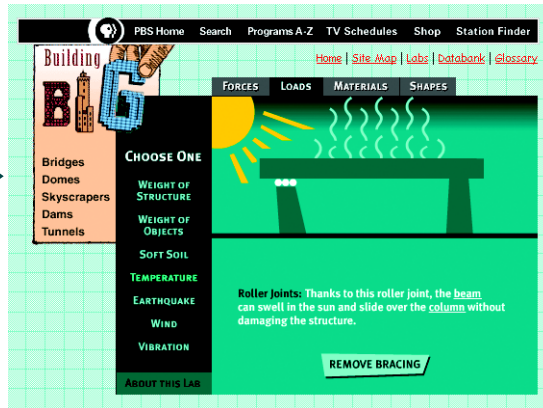 PBS Home Search Programs A-Z TV Schedules Shop Station Finder
Building
BIG
Home | Site Map | Labs | Databank | Glossary
FORCES LOADS MATERIALS SHAPES
Bridges
Domes
Skyscrapers
Dams
Tunnels
CHOOSE ONE
WEIGHT OF
STRUCTURE
WEIGHT OF
OBJECTS
SOFT SOIL
TEMPERATURE
EARTHQUAKE
WIND
VIBRATION
ABOUT THIS LAB
Roller Joints: Thanks to this roller joint, the beam
can swell in the sun and slide over the column without
damaging the structure.
REMOVE BRACING